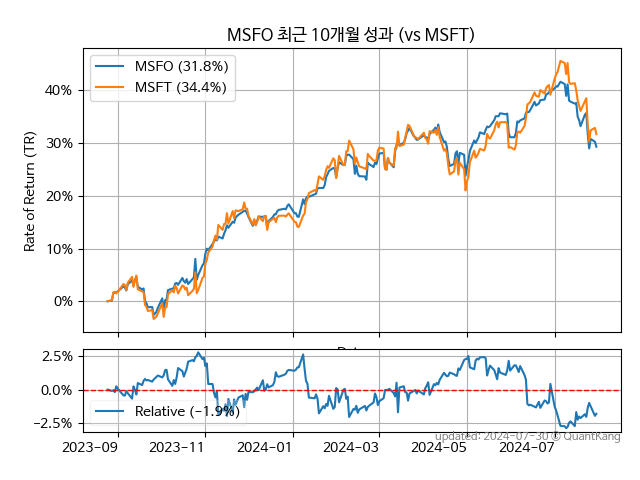 MSFO 최근 10개월 성과 (vs MSFT)
MSFO (31.8%)
MSFT (34.4%)
Rate of Return (TR)
40%
30%
20%
10%
0%
2.5%
0.0%
−2.5%
Relative (−1.9%)
2023-09
2023-11
2024-01
2024-03
2024-05
2024-07
updated: 2024-07-30 © QuantKang